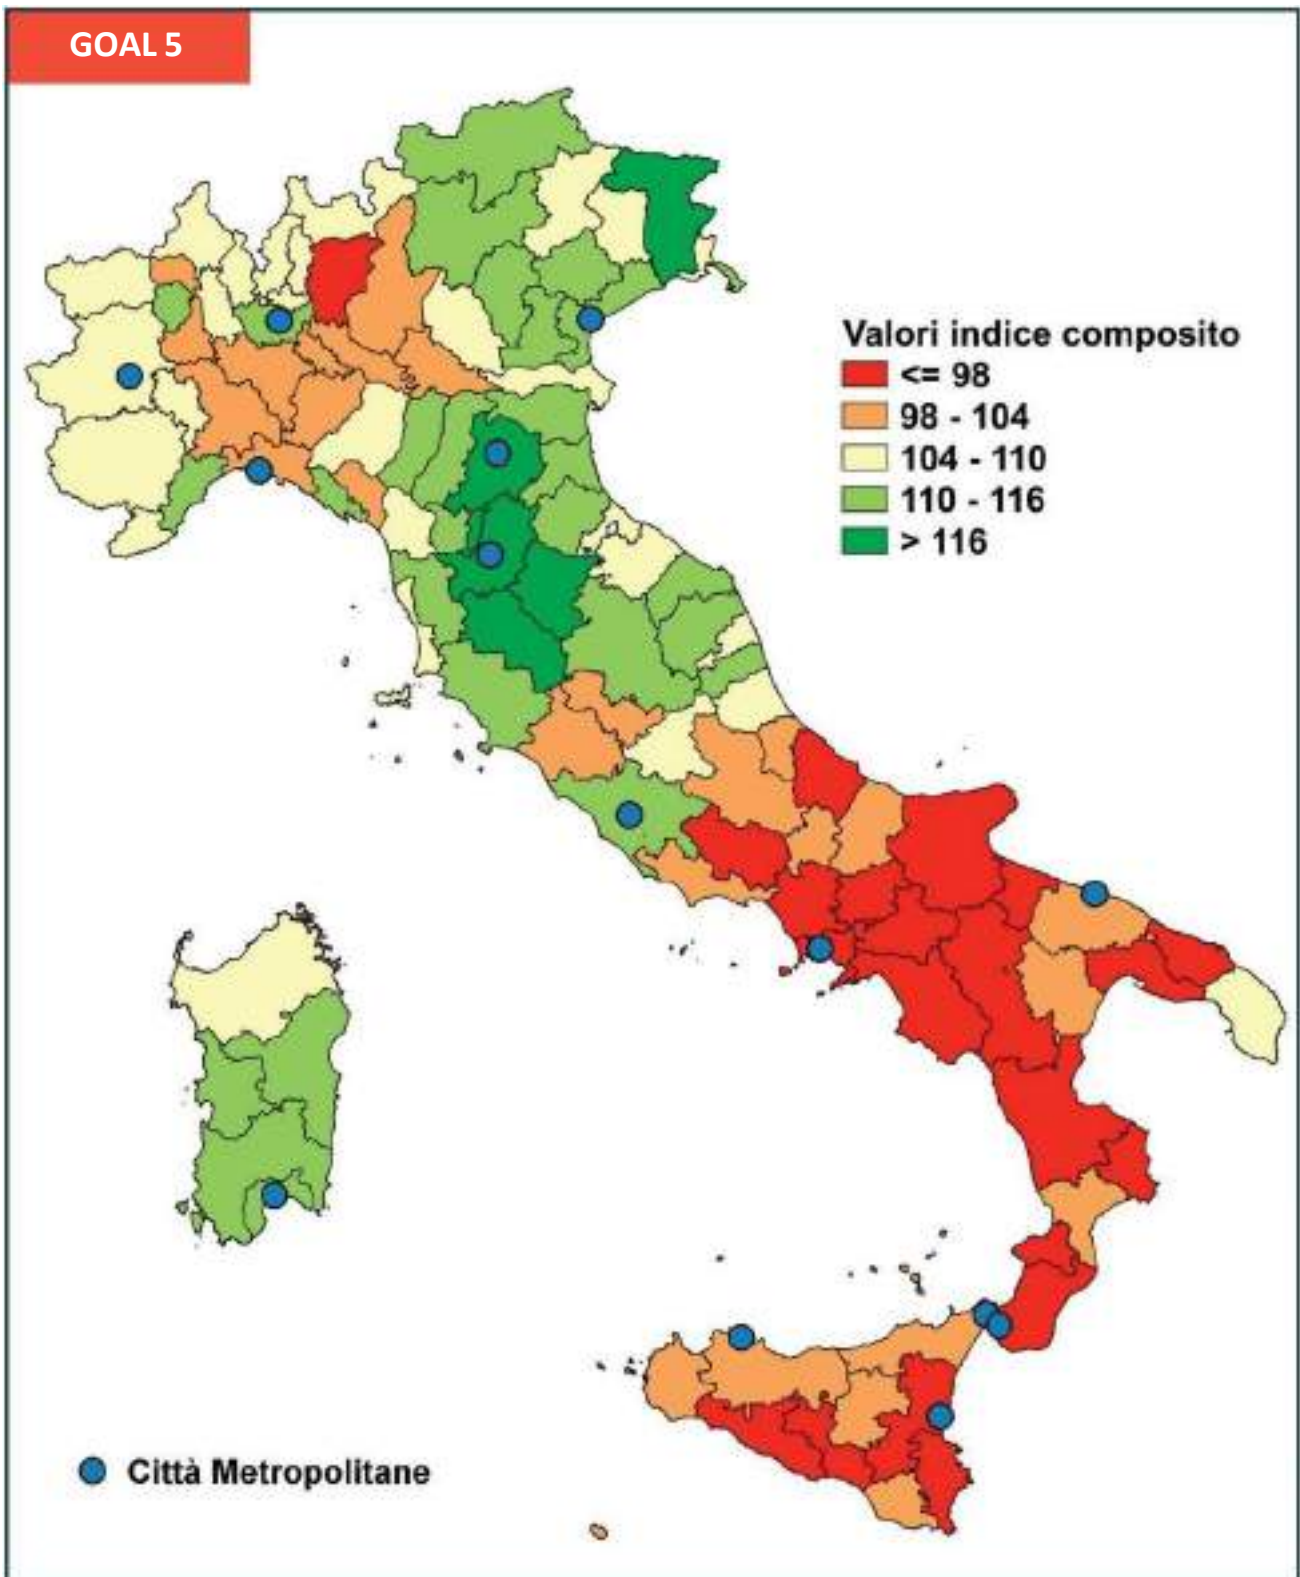 GOAL 5
Valori indice composito
<= 98
98 - 104
104 - 110
110 - 116
> 116
Città Metropolitane